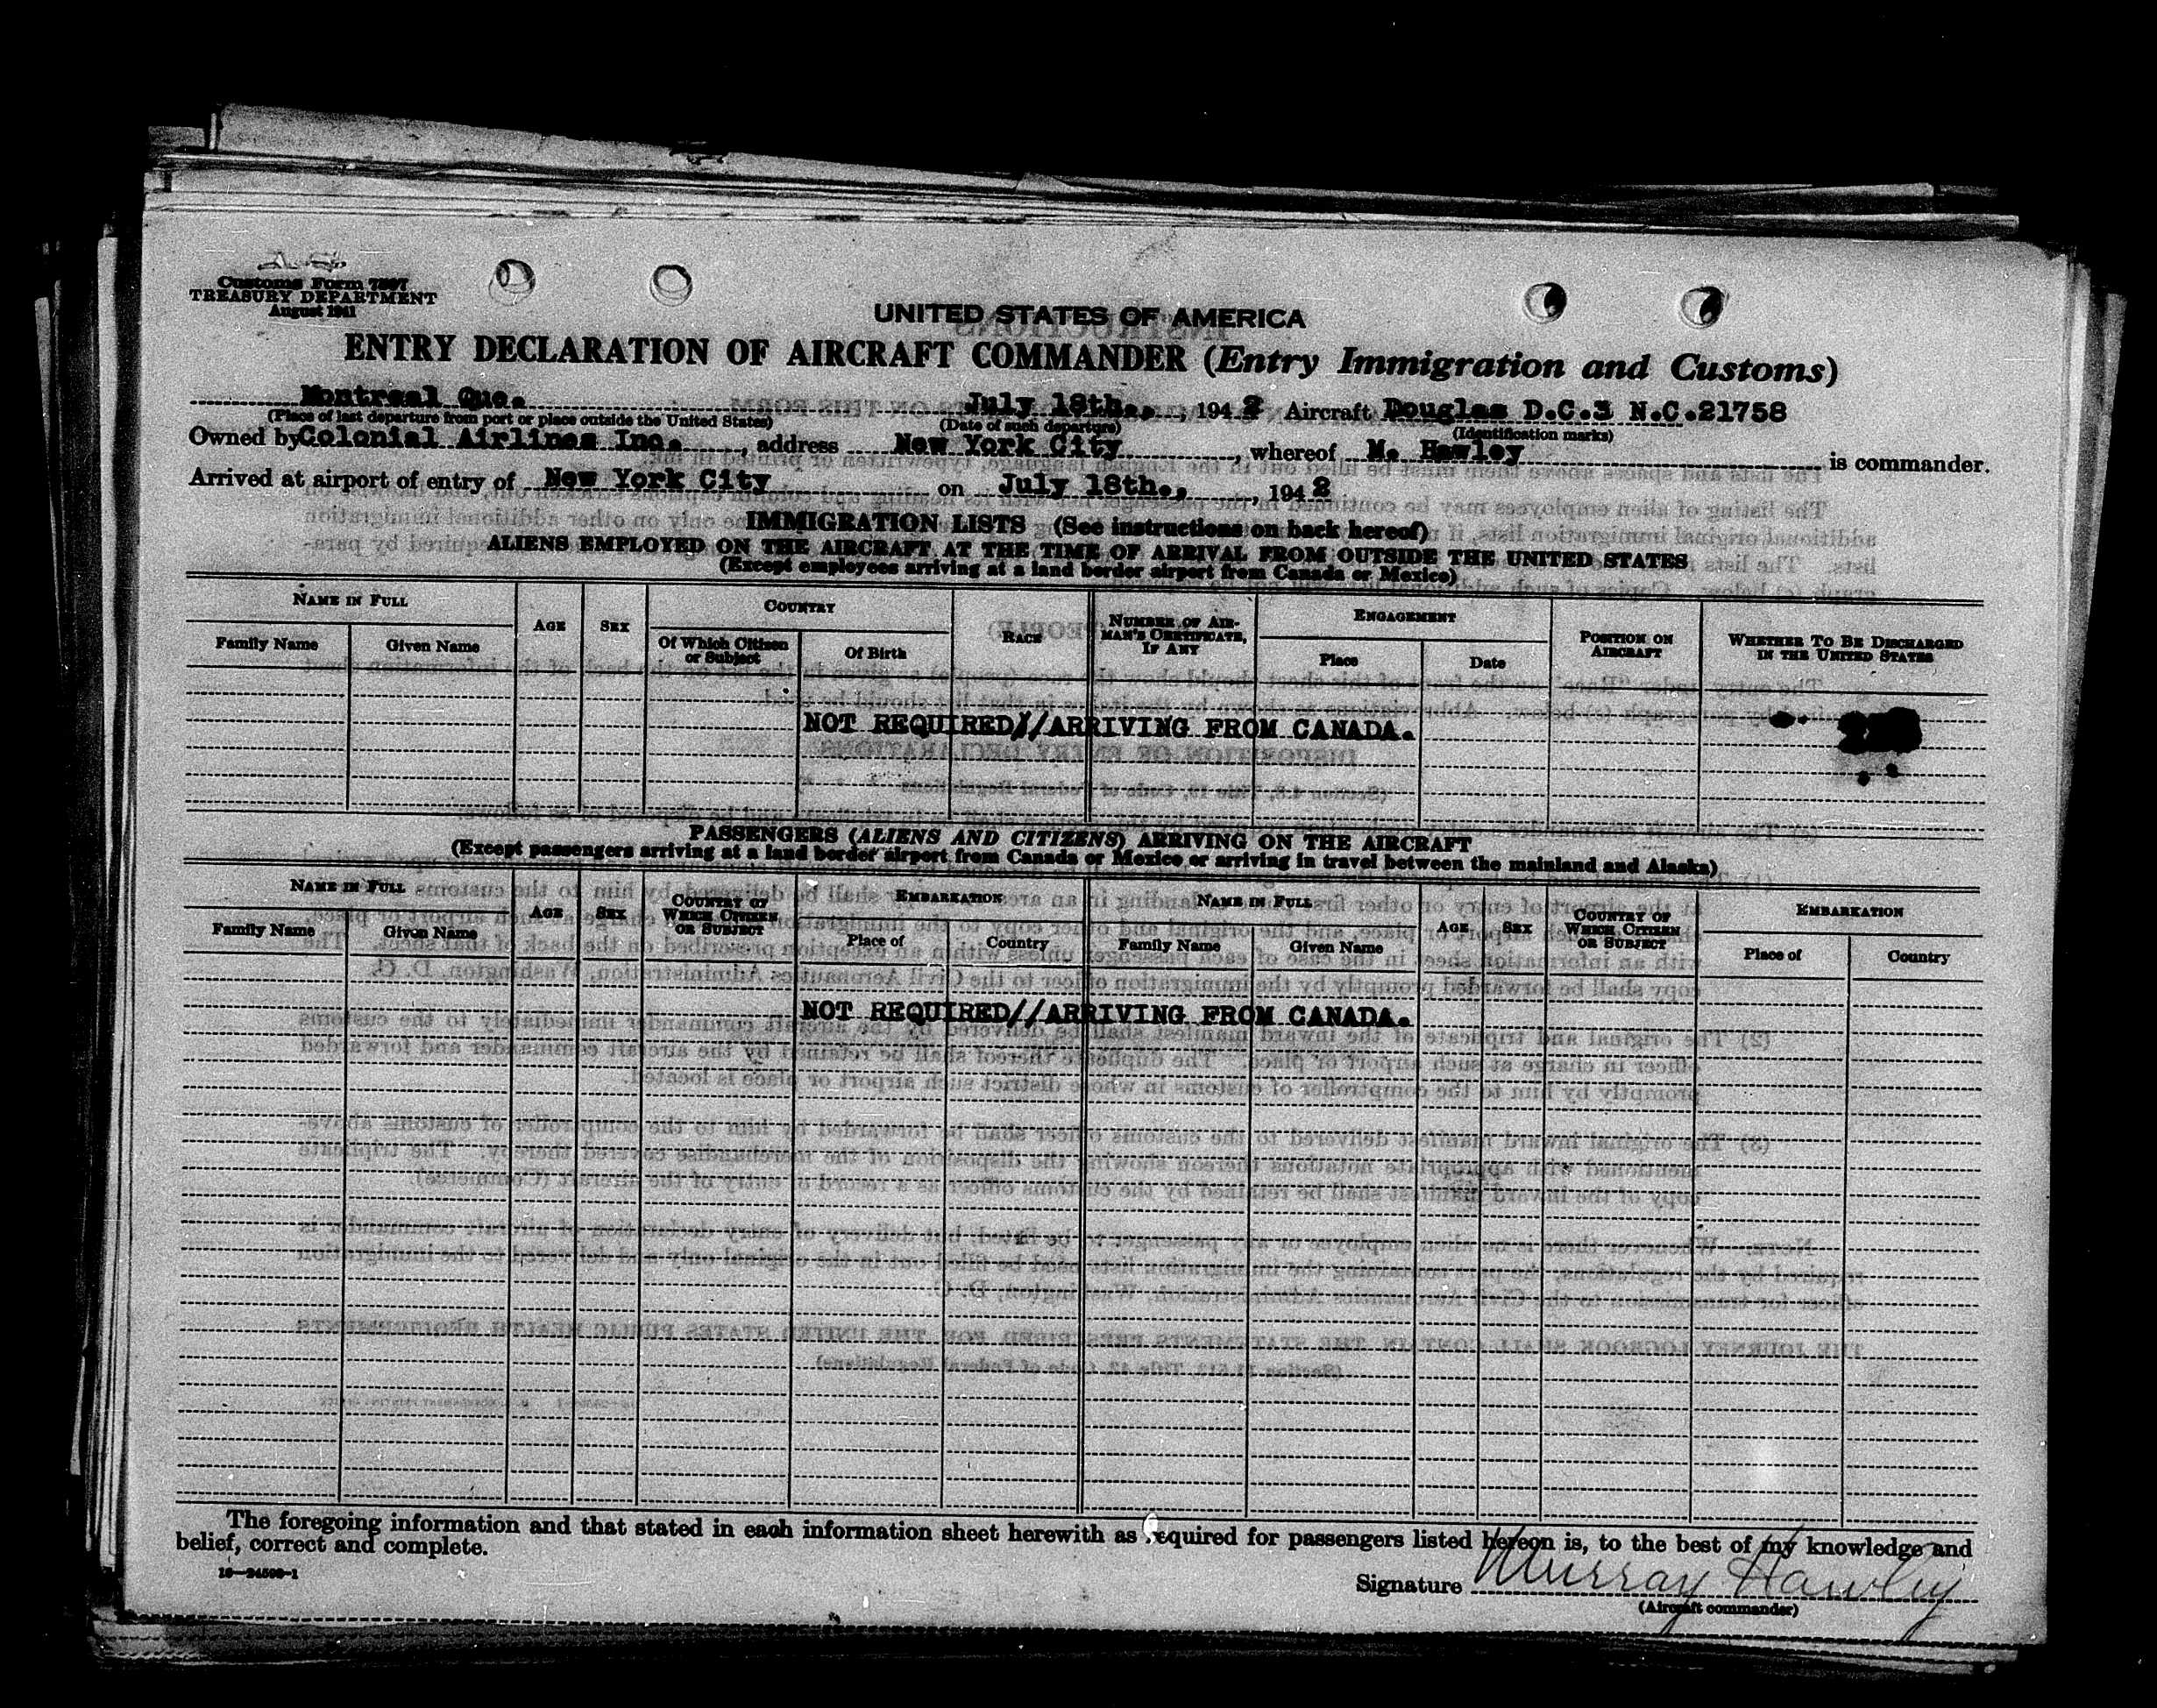 Customs Form 7507
TREASURY DEPARTMENT
August 1941
UNITED STATES OF AMERICA
ENTRY DECLARATION OF AIRCRAFT COMMANDER (Entry Immigration and Customs)
Montreal Que. July 18th., 1942 Aircraft Douglas D.C.3 N.C.21758
(Place of last departure from port or place outside the United States) (Date of such departure) (Identification marks)
Owned by Colonial Airlines Inc. , address New York City , whereof M. Hawley is commander.
Arrived at airport of entry of New York City on July 18th., , 1942
IMMIGRATION LISTS (See instructions on back hereof)
ALIENS EMPLOYED ON THE AIRCRAFT AT THE TIME OF ARRIVAL FROM OUTSIDE THE UNITED STATES
(Except employees arriving at a land border airport from Canada or Mexico)
NAME IN FULL AGE SEX COUNTRY RACE NUMBER OF AIRMAN'S CERTIFICATE, IF ANY ENGAGEMENT POSITION ON AIRCRAFT WHETHER TO BE DISCHARGED IN THE UNITED STATES
Family Name Given Name Of Which Citizen or Subject Of Birth Place Date
NOT REQUIRED//ARRIVING FROM CANADA.
PASSENGERS (ALIENS AND CITIZENS) ARRIVING ON THE AIRCRAFT
(Except passengers arriving at a land border airport from Canada or Mexico or arriving in travel between the mainland and Alaska)
NAME IN FULL AGE SEX COUNTRY OF WHICH CITIZEN OR SUBJECT EMBARKATION NAME IN FULL AGE SEX COUNTRY OF WHICH CITIZEN OR SUBJECT EMBARKATION
Family Name Given Name Place of Country Family Name Given Name Place of Country
NOT REQUIRED//ARRIVING FROM CANADA.
The foregoing information and that stated in each information sheet herewith as required for passengers listed hereon is, to the best of my knowledge and
belief, correct and complete.
16—24598-1
Signature Murray Hawley
(Aircraft commander)